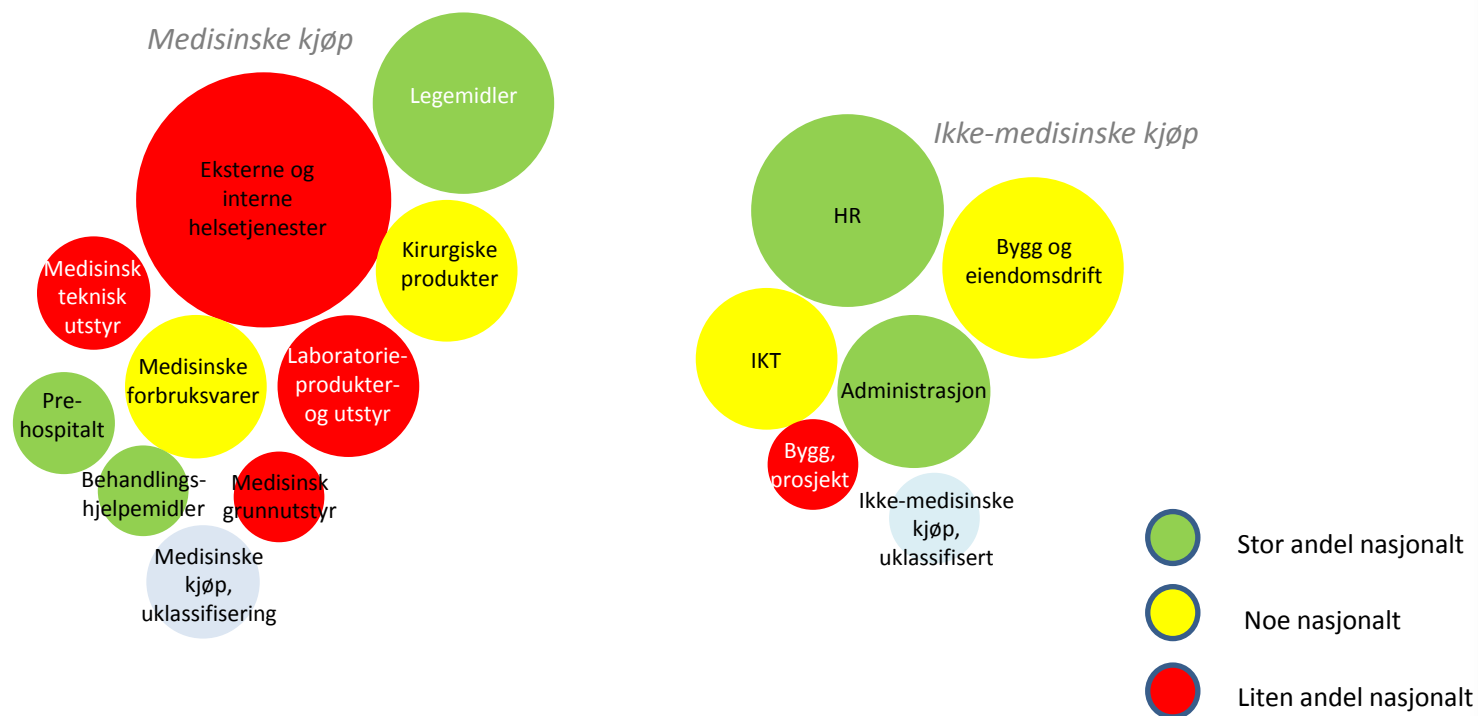 Medisinske kjøp
Legemidler
Eksterne og
interne
helsetjenester
Kirurgiske
produkter
Medisinsk
teknisk
utstyr
Medisinske
forbruksvarer
Laboratorie-
produkter-
og utstyr
Pre-
hospitalt
Behandlings-
hjelpemidler
Medisinsk
grunnutstyr
Medisinske
kjøp,
uklassifisering
Ikke-medisinske kjøp
HR
Bygg og
eiendomsdrift
IKT
Administrasjon
Bygg,
prosjekt
Ikke-medisinske
kjøp,
uklassifisert
Stor andel nasjonalt
Noe nasjonalt
Liten andel nasjonalt